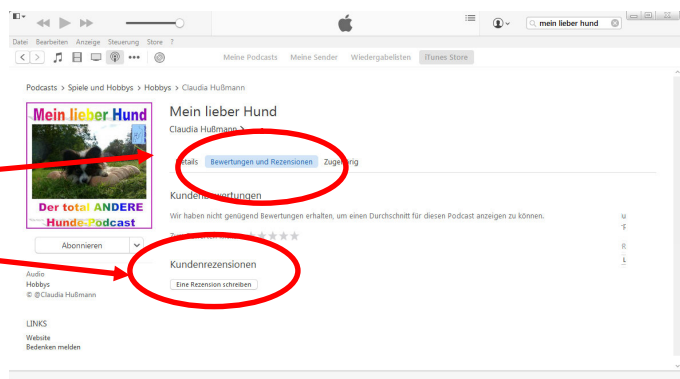 mein lieber hund
Datei Bearbeiten Anzeige Steuerung Store ?
Meine Podcasts Meine Sender Wiedergabelisten iTunes Store
Podcasts > Spiele und Hobbys > Hobbys > Claudia Hußmann
Mein lieber Hund
Der total ANDERE
Hunde-Podcast
Mein lieber Hund
Claudia Hußmann >
Details Bewertungen und Rezensionen
Kundenbewertungen
Wir haben nicht genügend Bewertungen erhalten, um einen Durchschnitt für diesen Podcast anzeigen zu können.
Kundenrezensionen
Eine Rezension schreiben
Abonnieren
Audio
Hobbys
© @Claudia Hußmann
LINKS
Website
Bedenken melden